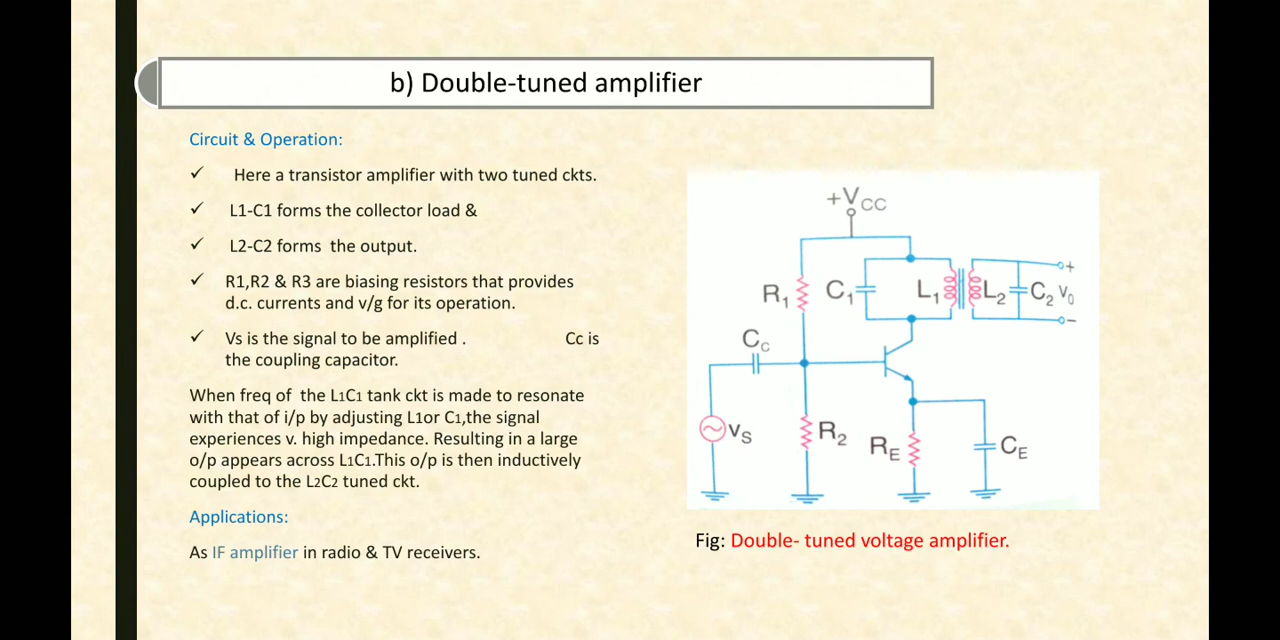 b) Double-tuned amplifier
Circuit & Operation:
✓ Here a transistor amplifier with two tuned ckts.
✓ L1-C1 forms the collector load &
✓ L2-C2 forms the output.
✓ R1,R2 & R3 are biasing resistors that provides
d.c. currents and v/g for its operation.
✓ Vs is the signal to be amplified . Cc is
the coupling capacitor.
When freq of the L1C1 tank ckt is made to resonate
with that of i/p by adjusting L1or C1,the signal
experiences v. high impedance. Resulting in a large
o/p appears across L1C1.This o/p is then inductively
coupled to the L2C2 tuned ckt.
Applications:
As IF amplifier in radio & TV receivers.
+VCC
R1 C1 L1 L2 C2 V0
+
−
Cc
VS
R2
RE
CE
Fig: Double- tuned voltage amplifier.